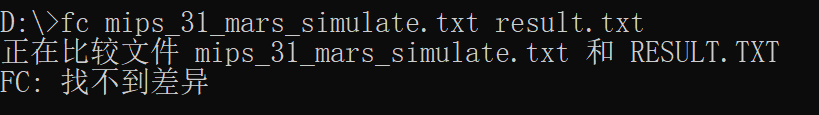 D:\>fc mips_31_mars_simulate.txt result.txt
正在比较文件 mips_31_mars_simulate.txt 和 RESULT.TXT
FC: 找不到差异